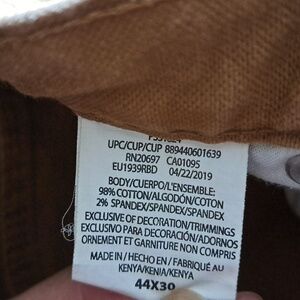 UPC/CUP/CUP 889440601639
RN20697 CA01095
EU1939RBD 04/22/2019
BODY/CUERPO/L'ENSEMBLE:
98% COTTON/ALGODÓN/COTON
2% SPANDEX/SPANDEX/SPANDEX
EXCLUSIVE OF DECORATION/TRIMMINGS
EXCLUSIVO PARA DECORACIÓN/ADORNOS
ORNEMENT ET GARNITURE NON COMPRIS
MADE IN / HECHO EN / FABRIQUÉ AU
KENYA/KENIA/KENYA
44X30